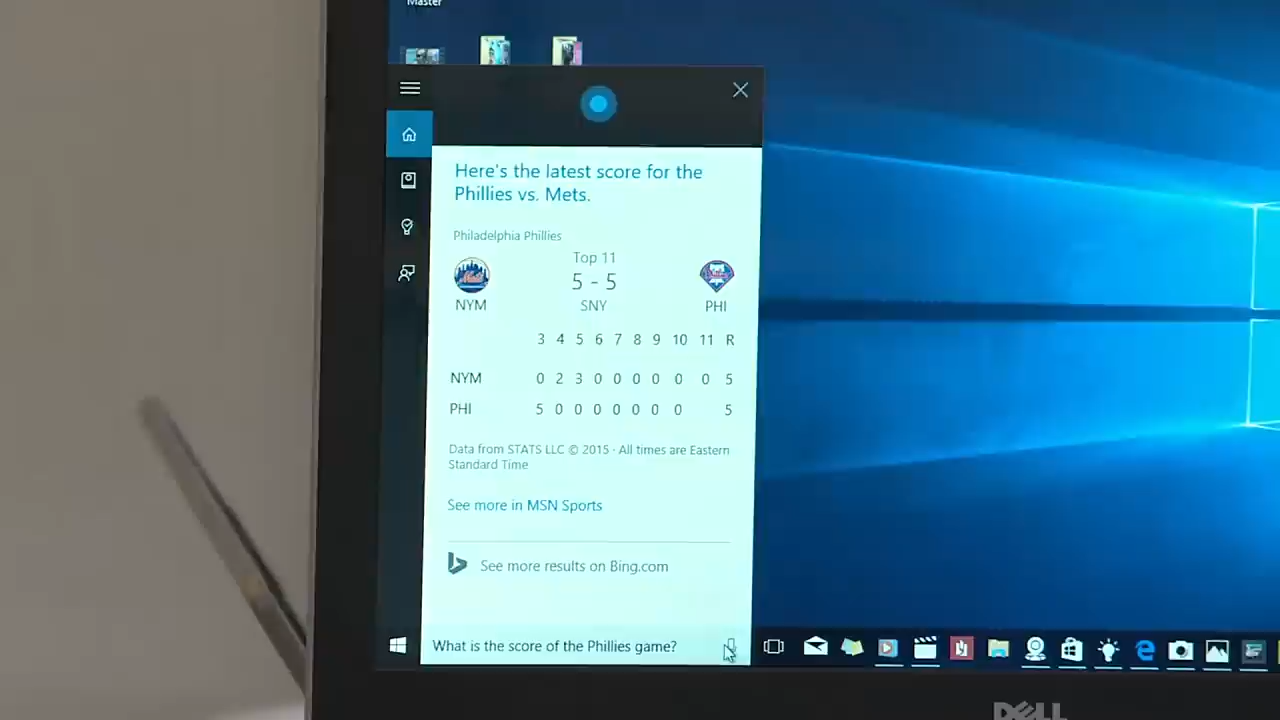 Master
Here's the latest score for the
Phillies vs. Mets.
Philadelphia Phillies
Top 11
5 - 5
NYM SNY PHI
3 4 5 6 7 8 9 10 11 R
NYM 0 2 3 0 0 0 0 0 0 5
PHI 5 0 0 0 0 0 0 0 5
Data from STATS LLC © 2015 · All times are Eastern
Standard Time
See more in MSN Sports
See more results on Bing.com
What is the score of the Phillies game?
DELL